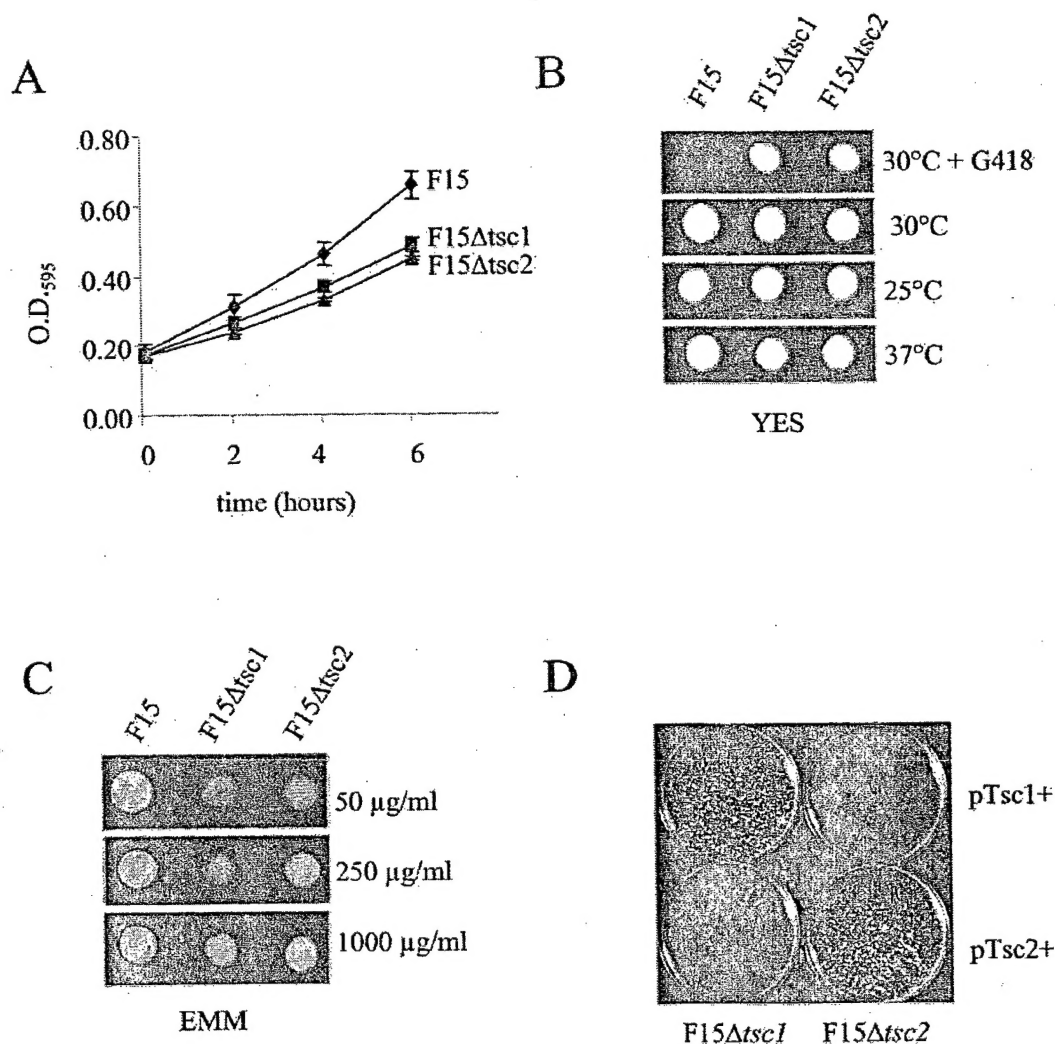 A
0.80
0.60
0.40
0.20
0.00
O.D.595
0
2
4
6
time (hours)
F15
F15Δtsc1
F15Δtsc2
B
F15
F15Δtsc1
F15Δtsc2
30°C + G418
30°C
25°C
37°C
YES
C
F15
F15Δtsc1
F15Δtsc2
50 µg/ml
250 µg/ml
1000 µg/ml
EMM
D
pTsc1+
pTsc2+
F15Δtsc1 F15Δtsc2